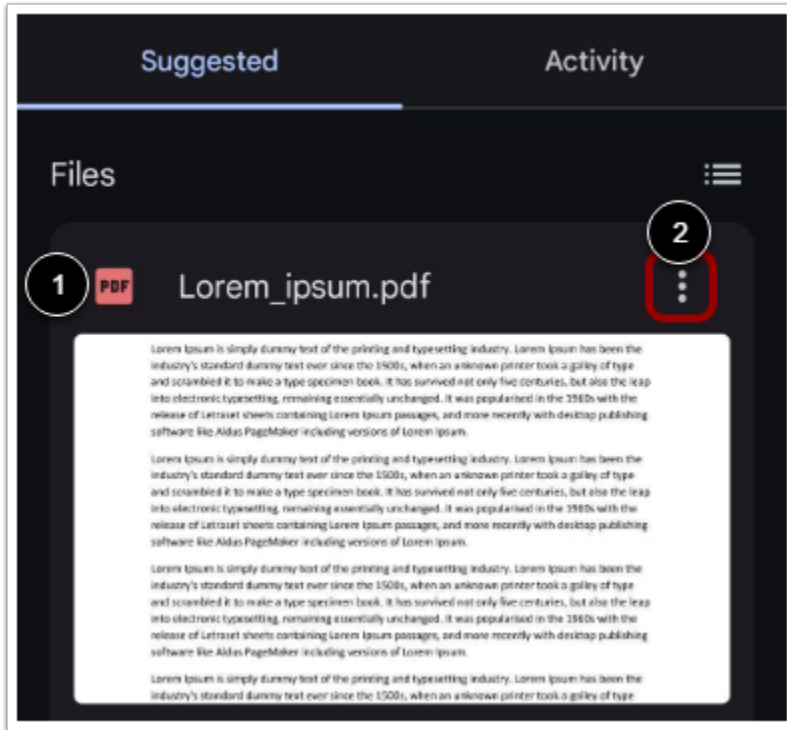 Suggested
Activity
Files
2
1
PDF
Lorem_ipsum.pdf
Lorem Ipsum is simply dummy text of the printing and typesetting industry. Lorem Ipsum has been the
industry's standard dummy text ever since the 1500s, when an unknown printer took a galley of type
and scrambled it to make a type specimen book. It has survived not only five centuries, but also the leap
into electronic typesetting, remaining essentially unchanged. It was popularised in the 1960s with the
release of Letraset sheets containing Lorem Ipsum passages, and more recently with desktop publishing
software like Aldus PageMaker including versions of Lorem Ipsum.
Lorem Ipsum is simply dummy text of the printing and typesetting industry. Lorem Ipsum has been the
industry's standard dummy text ever since the 1500s, when an unknown printer took a galley of type
and scrambled it to make a type specimen book. It has survived not only five centuries, but also the leap
into electronic typesetting, remaining essentially unchanged. It was popularised in the 1960s with the
release of Letraset sheets containing Lorem Ipsum passages, and more recently with desktop publishing
software like Aldus PageMaker including versions of Lorem Ipsum.
Lorem Ipsum is simply dummy text of the printing and typesetting industry. Lorem Ipsum has been the
industry's standard dummy text ever since the 1500s, when an unknown printer took a galley of type
and scrambled it to make a type specimen book. It has survived not only five centuries, but also the leap
into electronic typesetting, remaining essentially unchanged. It was popularised in the 1960s with the
release of Letraset sheets containing Lorem Ipsum passages, and more recently with desktop publishing
software like Aldus PageMaker including versions of Lorem Ipsum.
Lorem Ipsum is simply dummy text of the printing and typesetting industry. Lorem Ipsum has been the
industry's standard dummy text ever since the 1500s, when an unknown printer took a galley of type